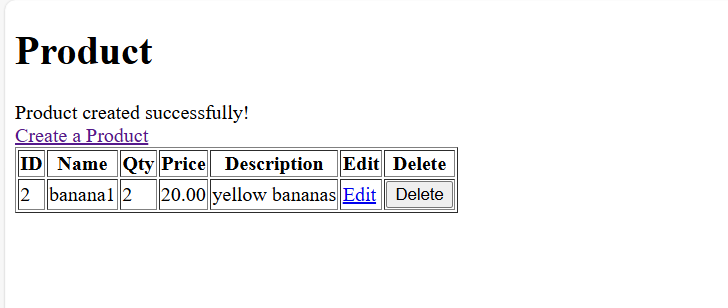 Product
Product created successfully!
Create a Product
ID Name Qty Price Description Edit Delete
2 banana1 2 20.00 yellow bananas Edit Delete